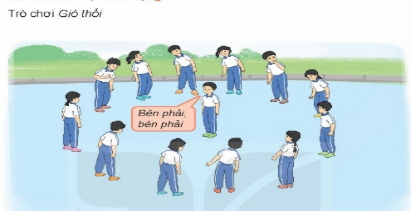 Trò chơi Gió thổi
Bên phải,
bên phải